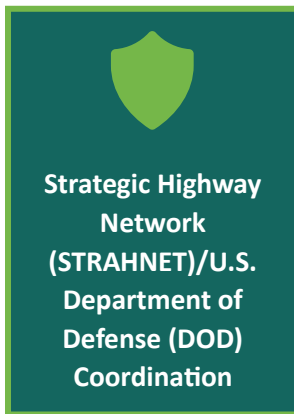 Strategic Highway
Network
(STRAHNET)/U.S.
Department of
Defense (DOD)
Coordination